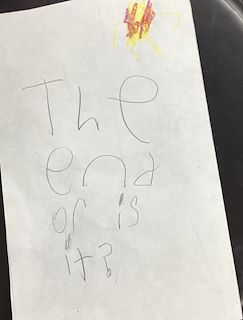 The
end
or is
it?